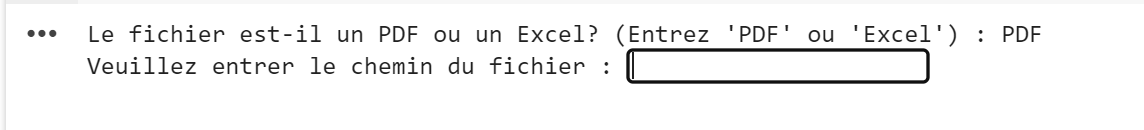 ••• Le fichier est-il un PDF ou un Excel? (Entrez 'PDF' ou 'Excel') : PDF
Veuillez entrer le chemin du fichier :